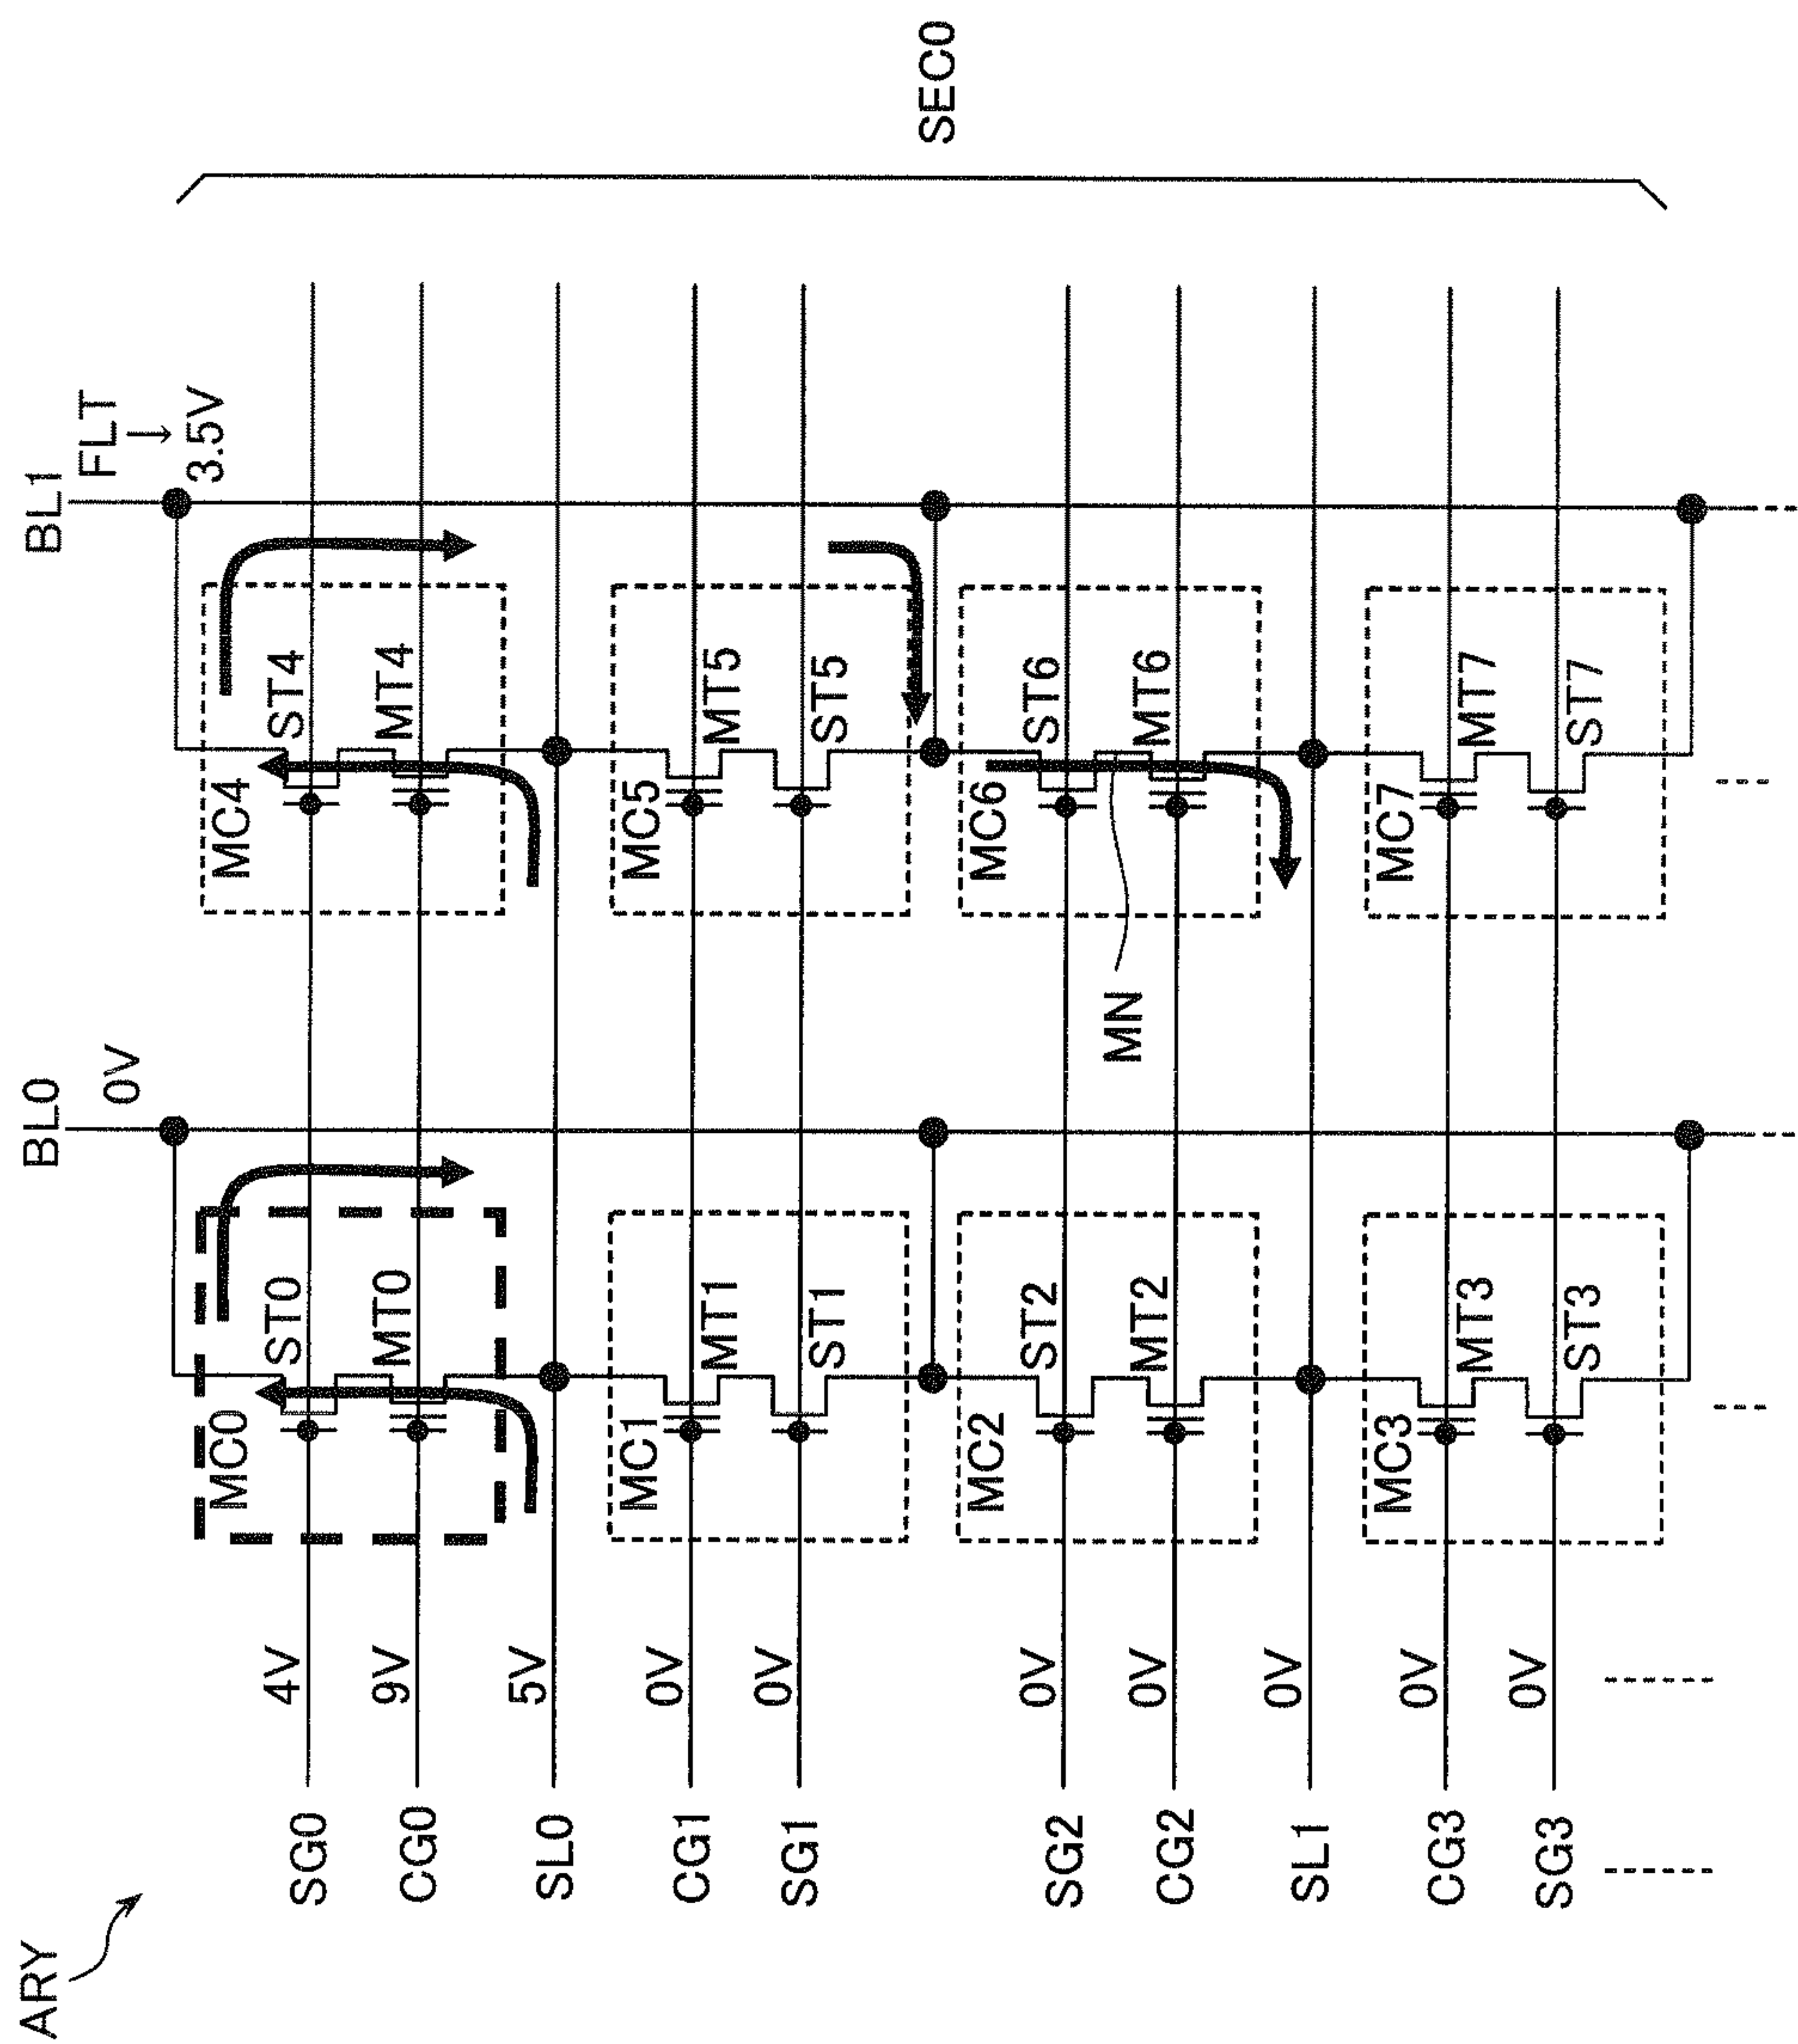 ARY
BL0
0V
BL1
FLT
↓
3.5V
SG0 4V
CG0 9V
SL0 5V
CG1 0V
SG1 0V
SG2 0V
CG2 0V
SL1 0V
CG3 0V
SG3 0V
MC0 ST0 MT0
MC1 MT1 ST1
MC2 ST2 MT2
MC3 MT3 ST3
MC4 ST4 MT4
MC5 MT5 ST5
MC6 ST6 MT6
MN
MC7 MT7 ST7
SEC0